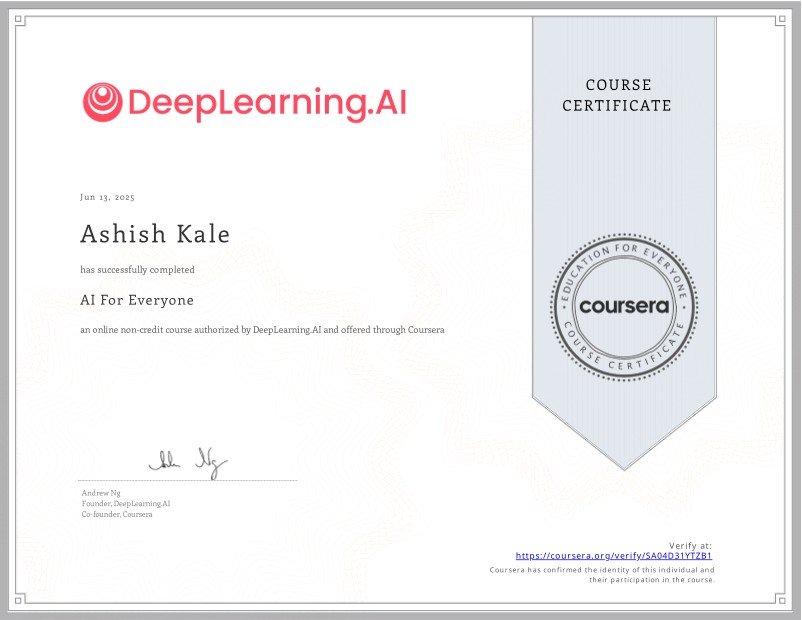 DeepLearning.AI
COURSE
CERTIFICATE
Jun 13, 2025
Ashish Kale
has successfully completed
AI For Everyone
an online non-credit course authorized by DeepLearning.AI and offered through Coursera
EDUCATION FOR EVERYONE
coursera
COURSE CERTIFICATE
Andrew Ng
Founder, DeepLearning.AI
Co-founder, Coursera
Verify at:
https://coursera.org/verify/SA04D31YTZB1
Coursera has confirmed the identity of this individual and
their participation in the course.